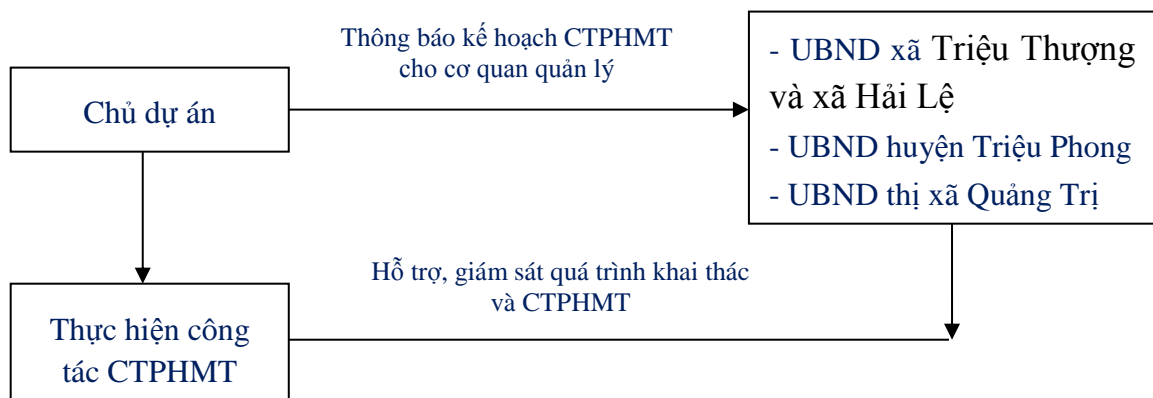 Thông báo kế hoạch CTPHMT
cho cơ quan quản lý
Chủ dự án
- UBND xã Triệu Thượng
và xã Hải Lệ
- UBND huyện Triệu Phong
- UBND thị xã Quảng Trị
Hỗ trợ, giám sát quá trình khai thác
và CTPHMT
Thực hiện công
tác CTPHMT